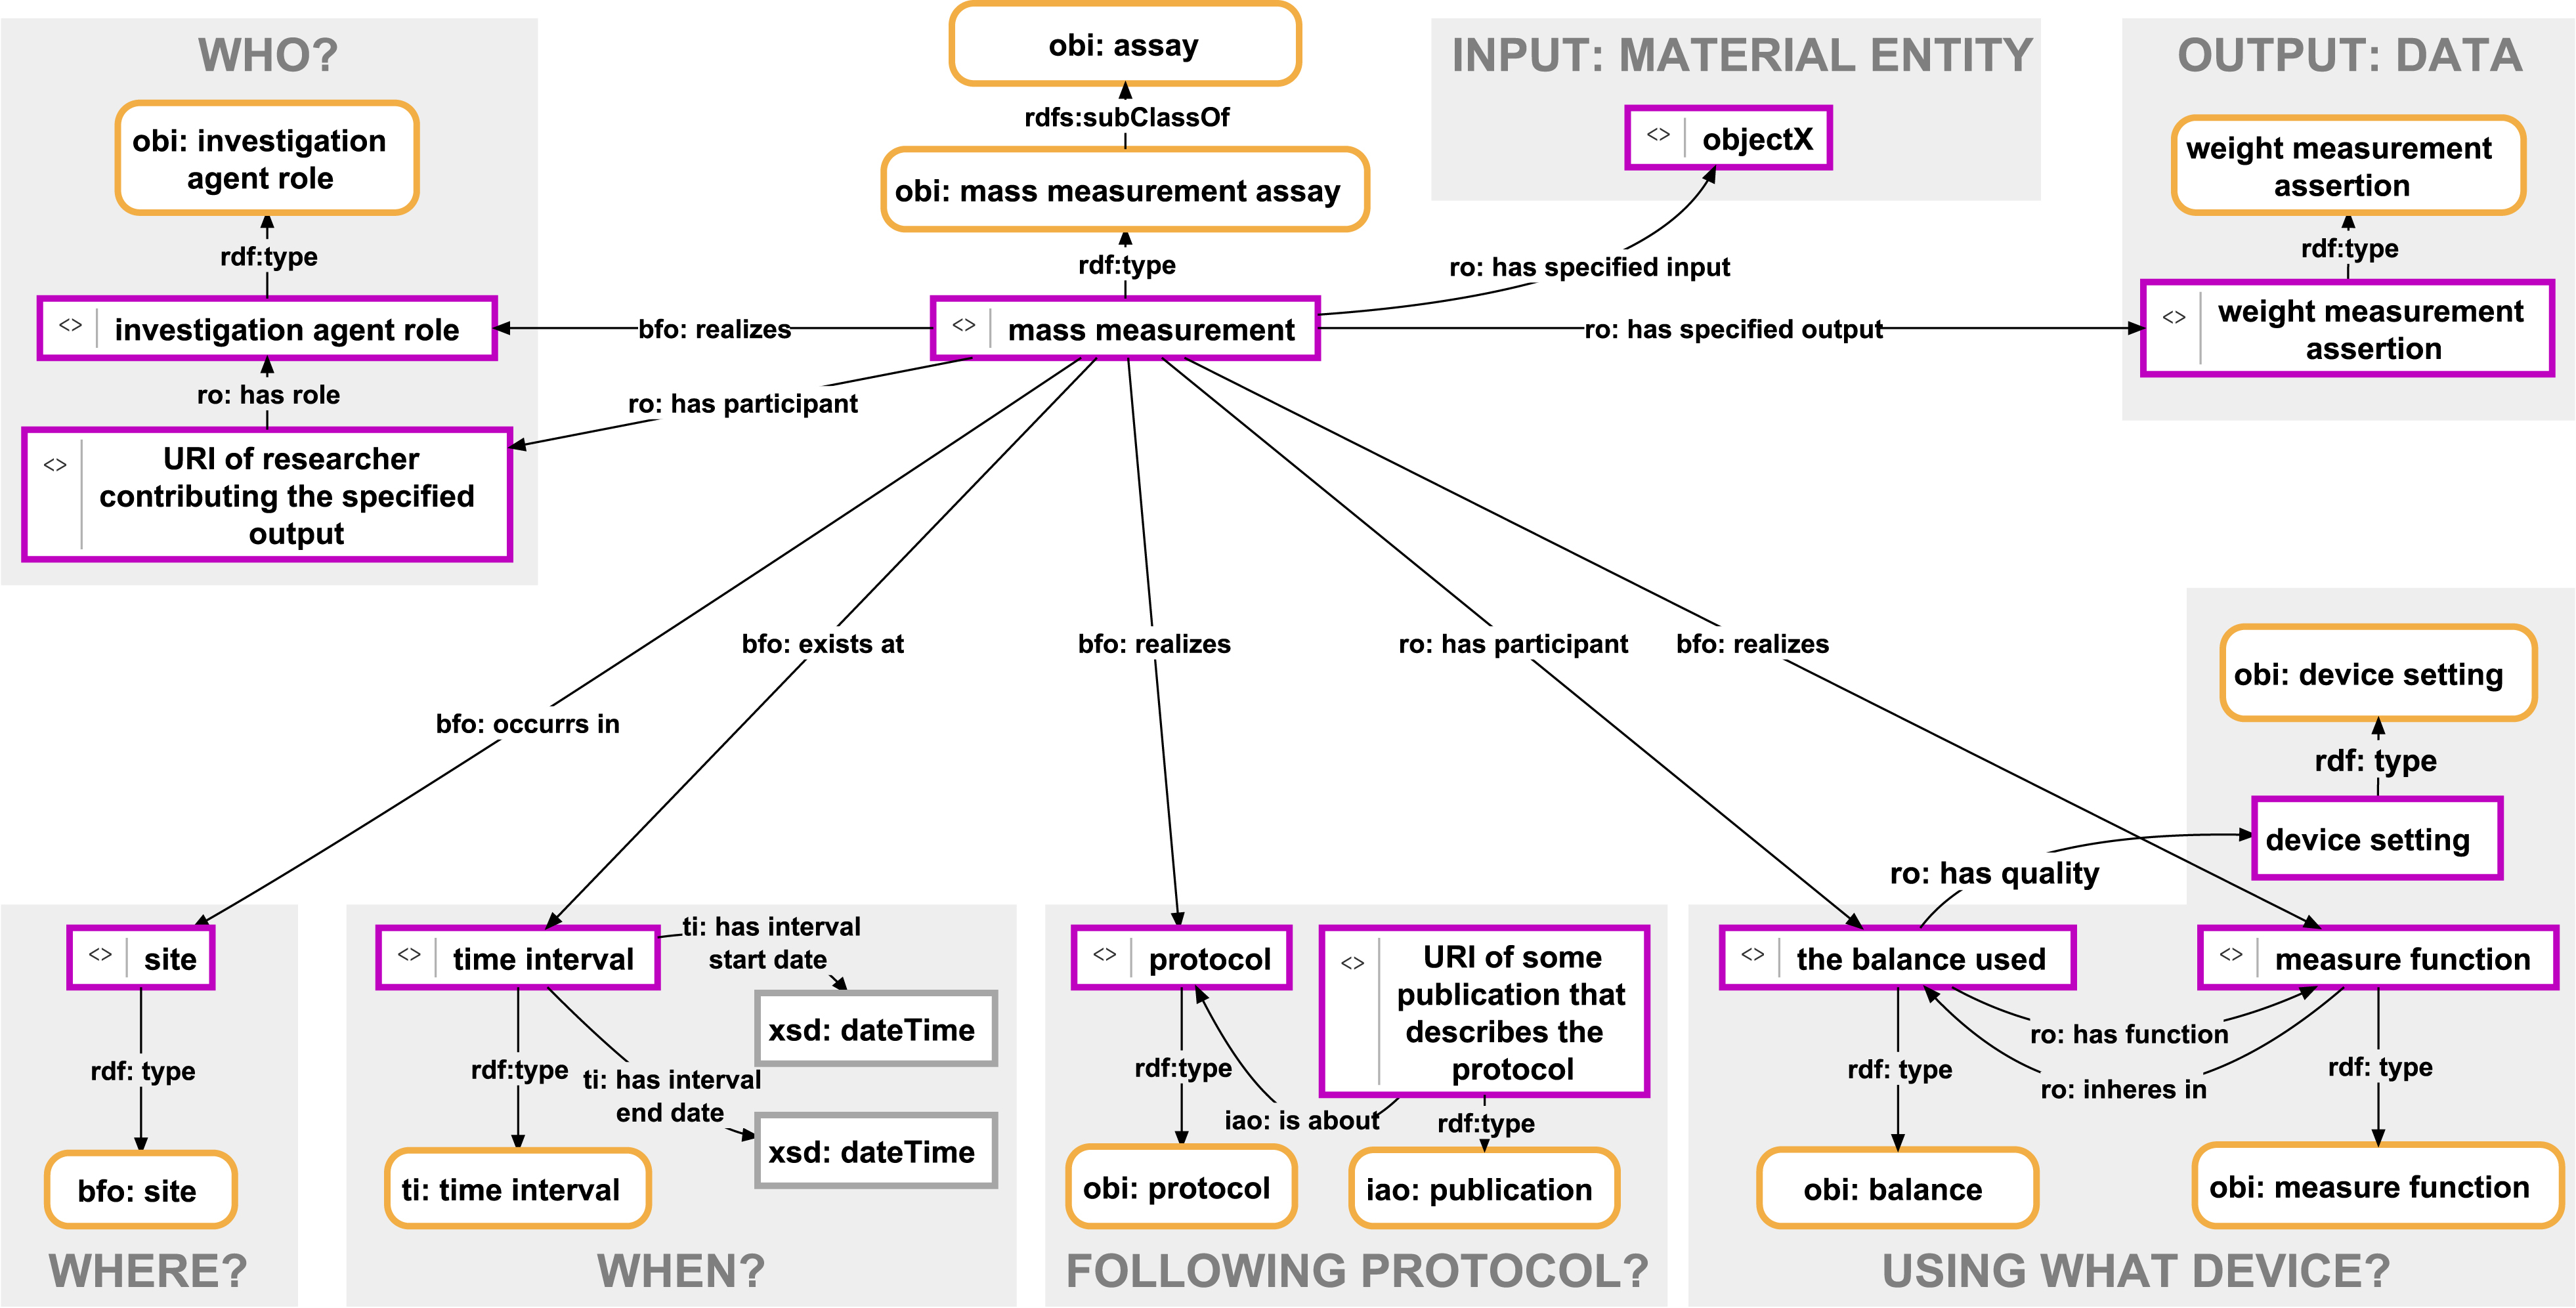 WHO?
obi: investigation
agent role
rdf:type
<> investigation agent role
ro: has role
<> URI of researcher
contributing the specified
output
obi: assay
rdfs:subClassOf
obi: mass measurement assay
rdf:type
<> mass measurement
bfo: realizes
ro: has participant
INPUT: MATERIAL ENTITY
<> objectX
ro: has specified input
ro: has specified output
OUTPUT: DATA
weight measurement
assertion
rdf:type
<> weight measurement
assertion
bfo: occurrs in
bfo: exists at
bfo: realizes
ro: has participant
bfo: realizes
<> site
rdf: type
bfo: site
WHERE?
<> time interval
ti: has interval
start date
xsd: dateTime
rdf:type
ti: has interval
end date
xsd: dateTime
ti: time interval
WHEN?
<> protocol
<> URI of some
publication that
describes the
protocol
rdf:type
iao: is about
rdf:type
obi: protocol
iao: publication
FOLLOWING PROTOCOL?
obi: device setting
rdf: type
device setting
ro: has quality
<> the balance used
<> measure function
ro: has function
rdf: type
ro: inheres in
rdf: type
obi: balance
obi: measure function
USING WHAT DEVICE?